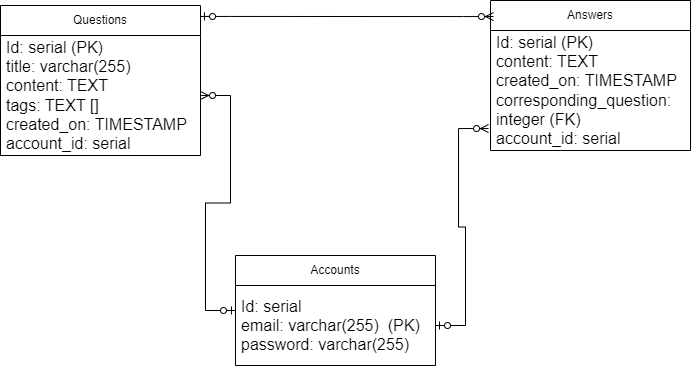 Questions
Id: serial (PK)
title: varchar(255)
content: TEXT
tags: TEXT []
created_on: TIMESTAMP
account_id: serial
Answers
Id: serial (PK)
content: TEXT
created_on: TIMESTAMP
corresponding_question:
integer (FK)
account_id: serial
Accounts
Id: serial
email: varchar(255)  (PK)
password: varchar(255)